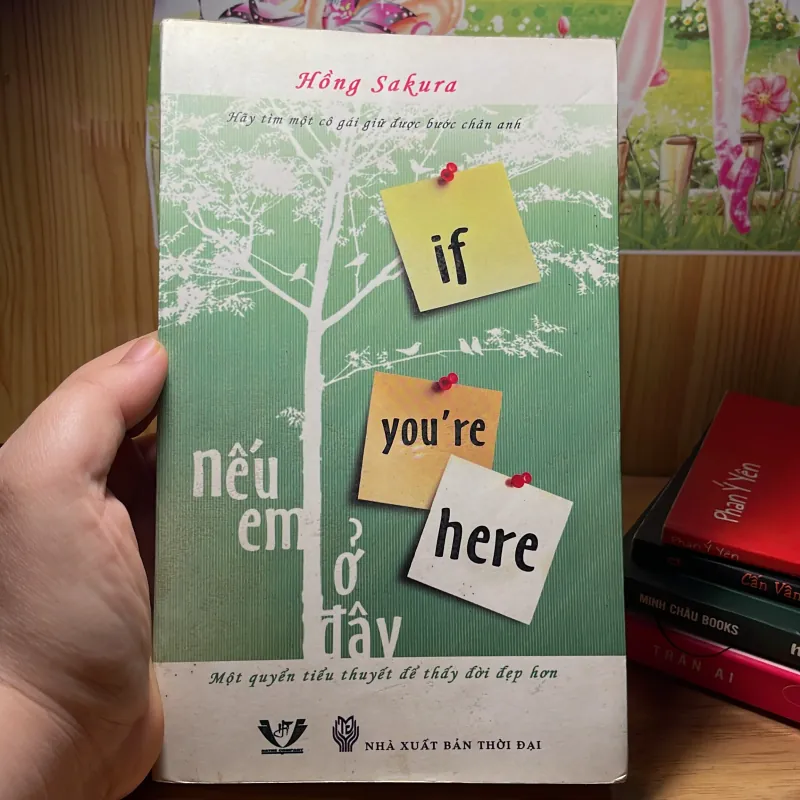 Hồng Sakura
Hãy tìm một cô gái giữ được bước chân anh
if
you're
here
nếu
em
ở
đây
Một quyển tiểu thuyết để thấy đời đẹp hơn
NHÀ XUẤT BẢN THỜI ĐẠI
Phan Ý Yên
Phan Ý Yên
Cấn Vân
MINH CHÂU BOOKS
TRẦN AI